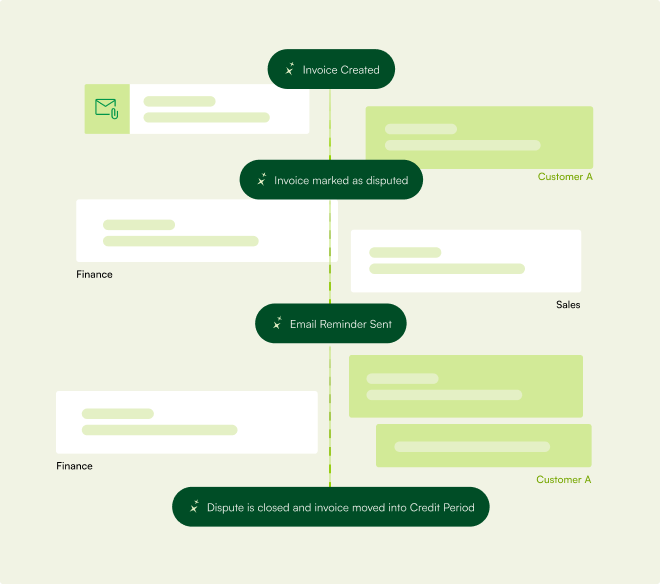 Invoice Created
Customer A
Invoice marked as disputed
Finance
Sales
Email Reminder Sent
Finance
Customer A
Dispute is closed and invoice moved into Credit Period